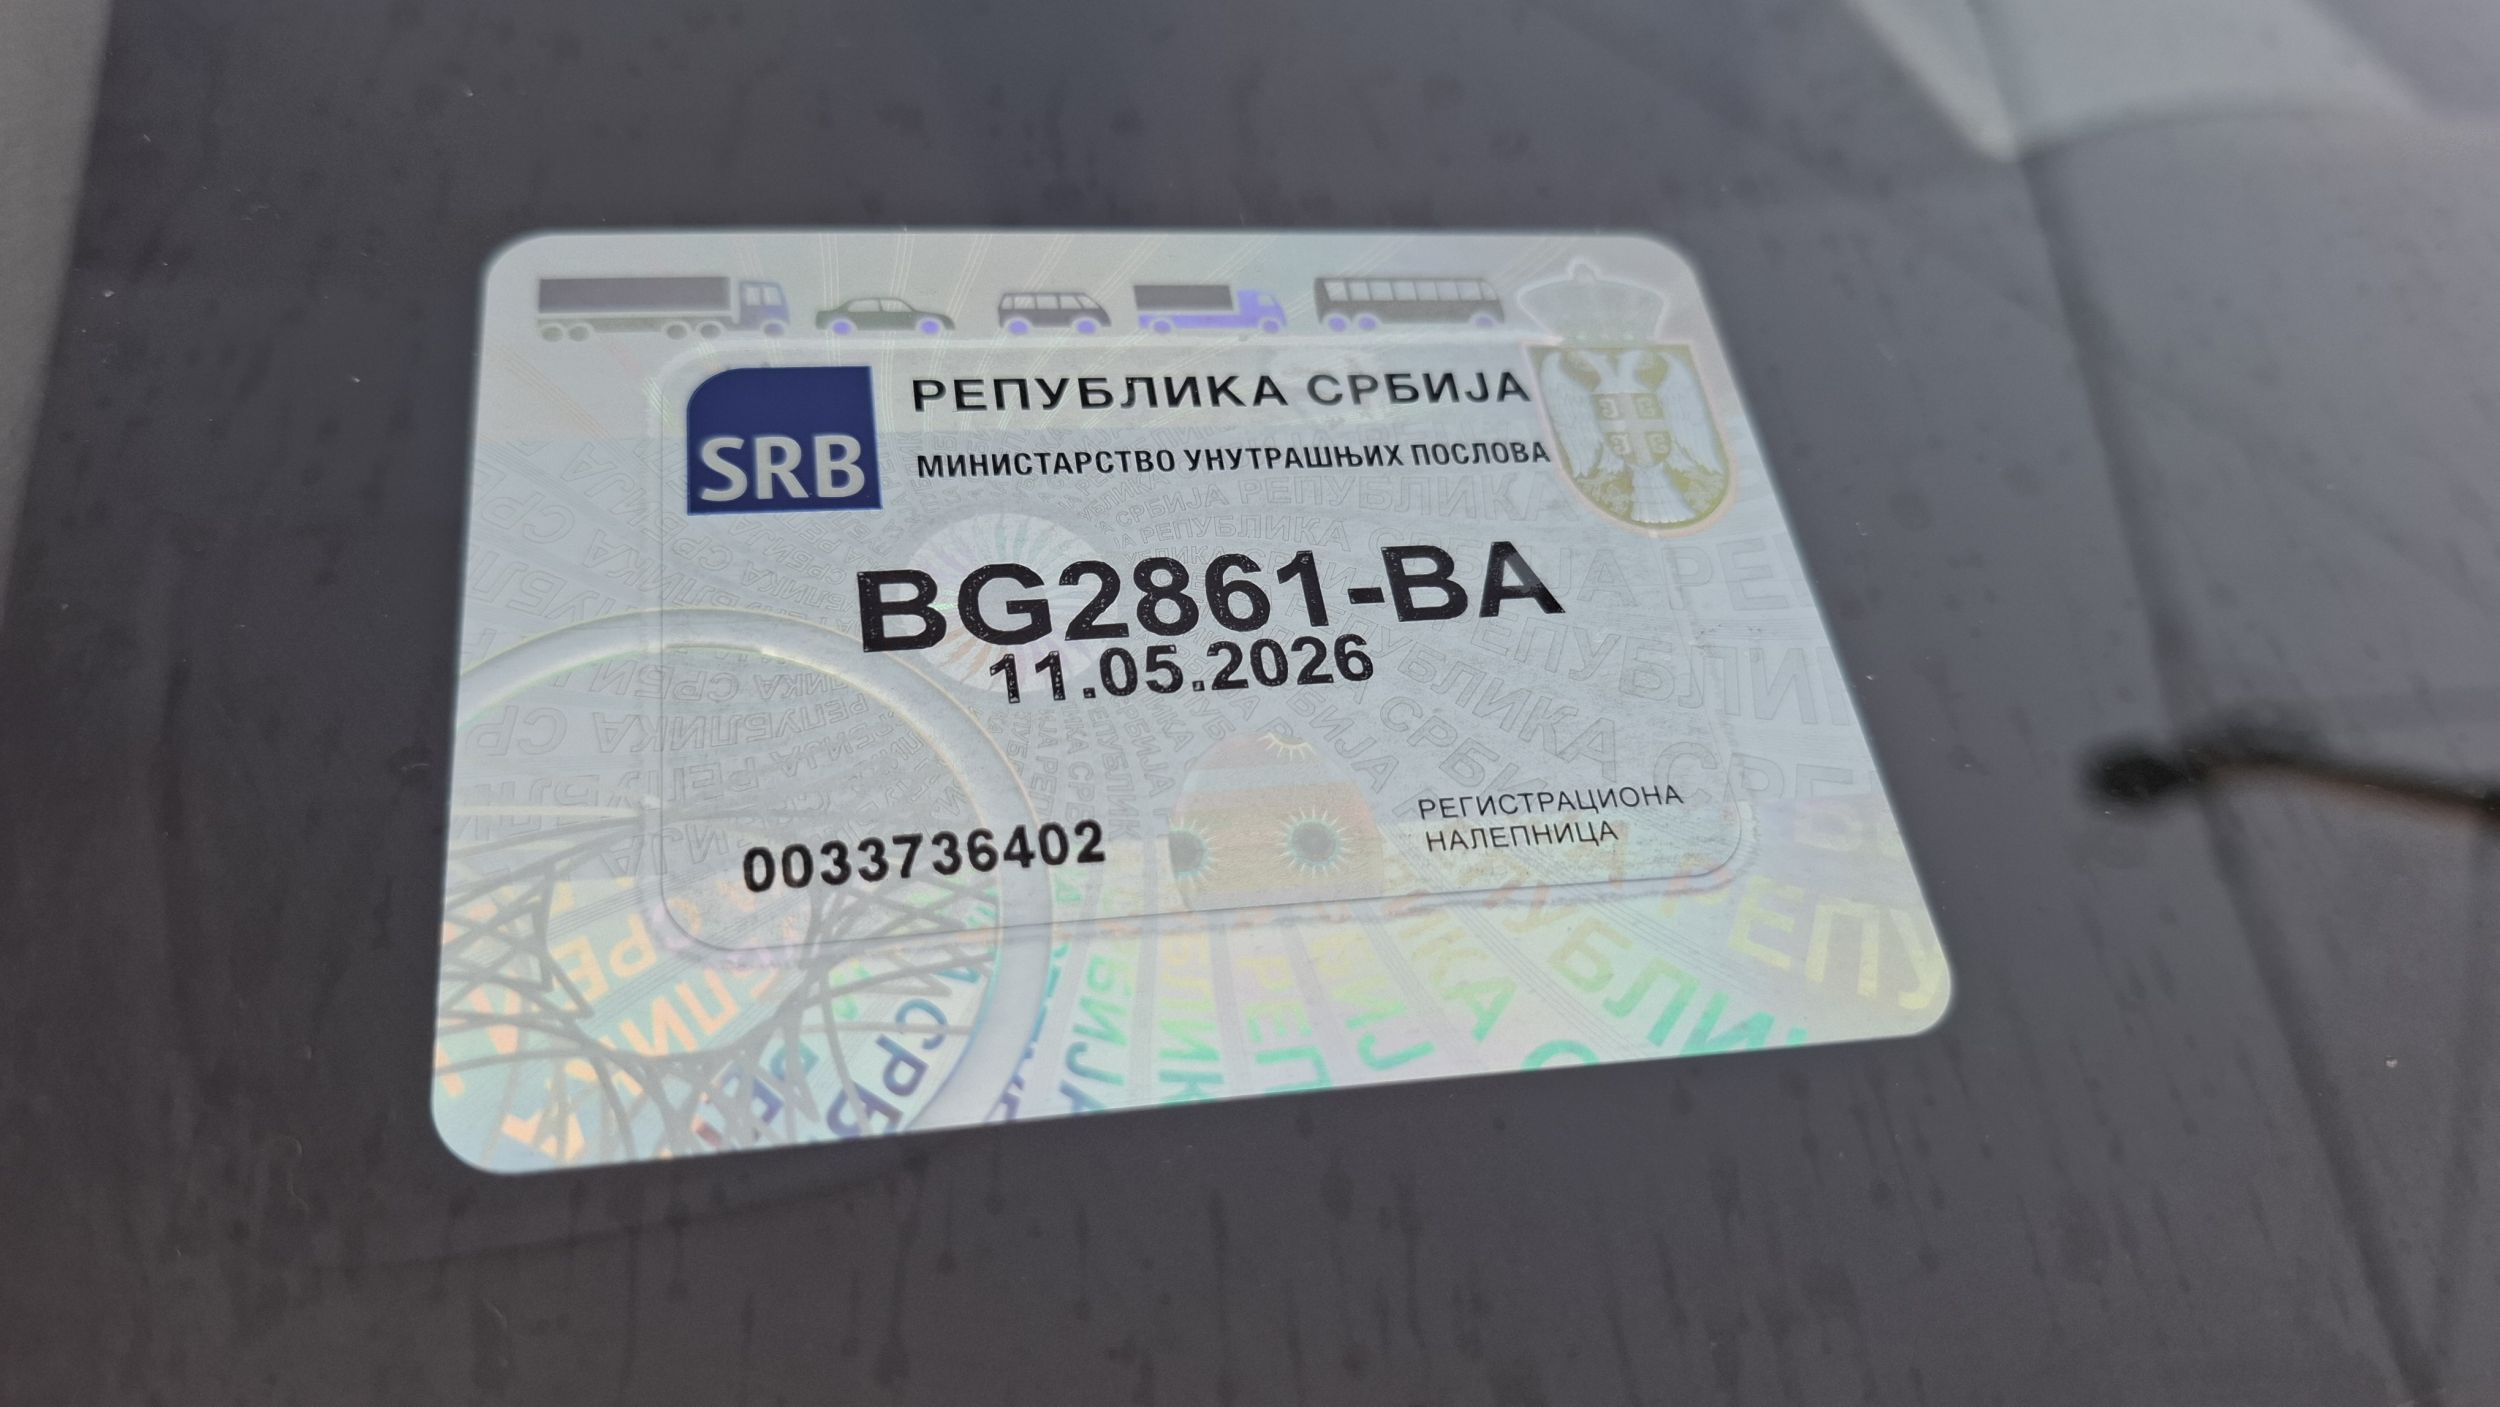 SRB
РЕПУБЛИКА СРБИЈА
МИНИСТАРСТВО УНУТРАШЊИХ ПОСЛОВА
BG2861-BA
11.05.2026
0033736402
РЕГИСТРАЦИОНА
НАЛЕПНИЦА